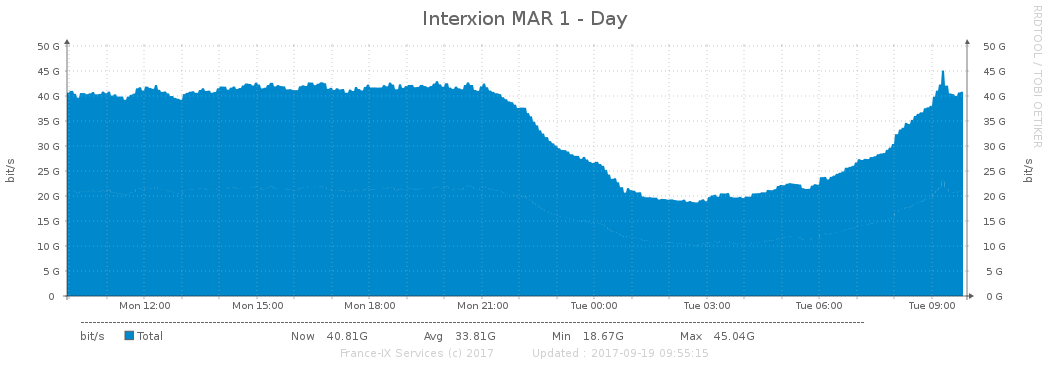 Interxion MAR 1 - Day
RRDTOOL / TOBI OETIKER
50 G 50 G
45 G 45 G
40 G 40 G
35 G 35 G
30 G 30 G
25 G 25 G
20 G 20 G
15 G 15 G
10 G 10 G
5 G 5 G
0 0 G
bit/s bit/s
Mon 12:00 Mon 15:00 Mon 18:00 Mon 21:00 Tue 00:00 Tue 03:00 Tue 06:00 Tue 09:00
bit/s Total Now 40.81G Avg 33.81G Min 18.67G Max 45.04G
France-IX Services (c) 2017 Updated : 2017-09-19 09:55:15